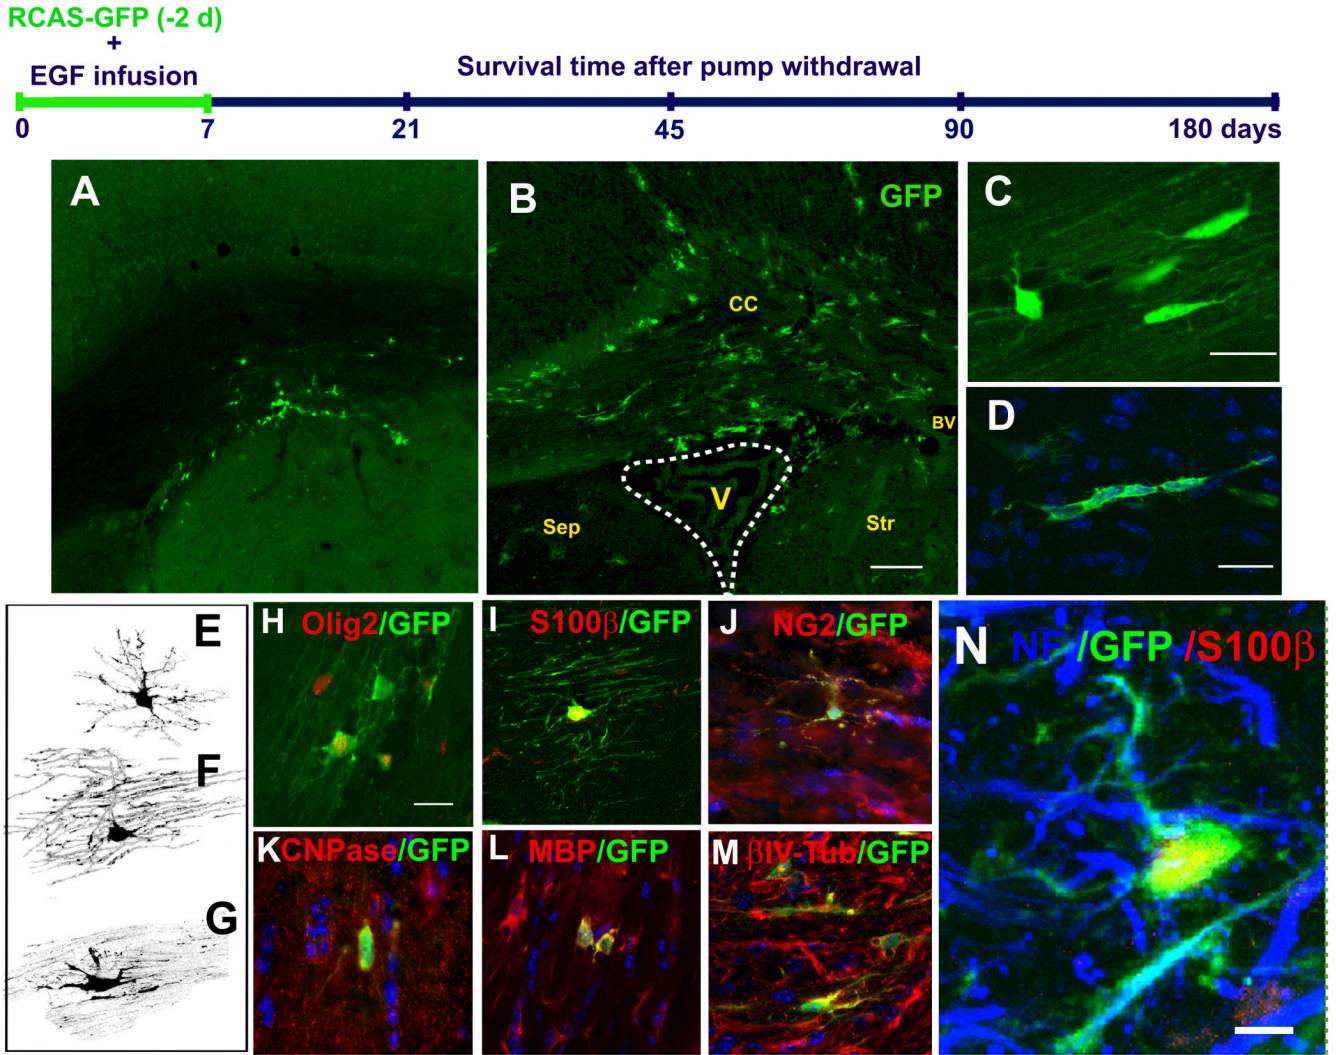 RCAS-GFP (-2 d)
+
EGF infusion
Survival time after pump withdrawal
0 7 21 45 90 180 days
A
B GFP
CC
BV
V
Sep
Str
C
D
E
F
G
H Olig2/GFP
I S100β/GFP
J NG2/GFP
K CNPase/GFP
L MBP/GFP
M βIV-Tub/GFP
N NF /GFP /S100β